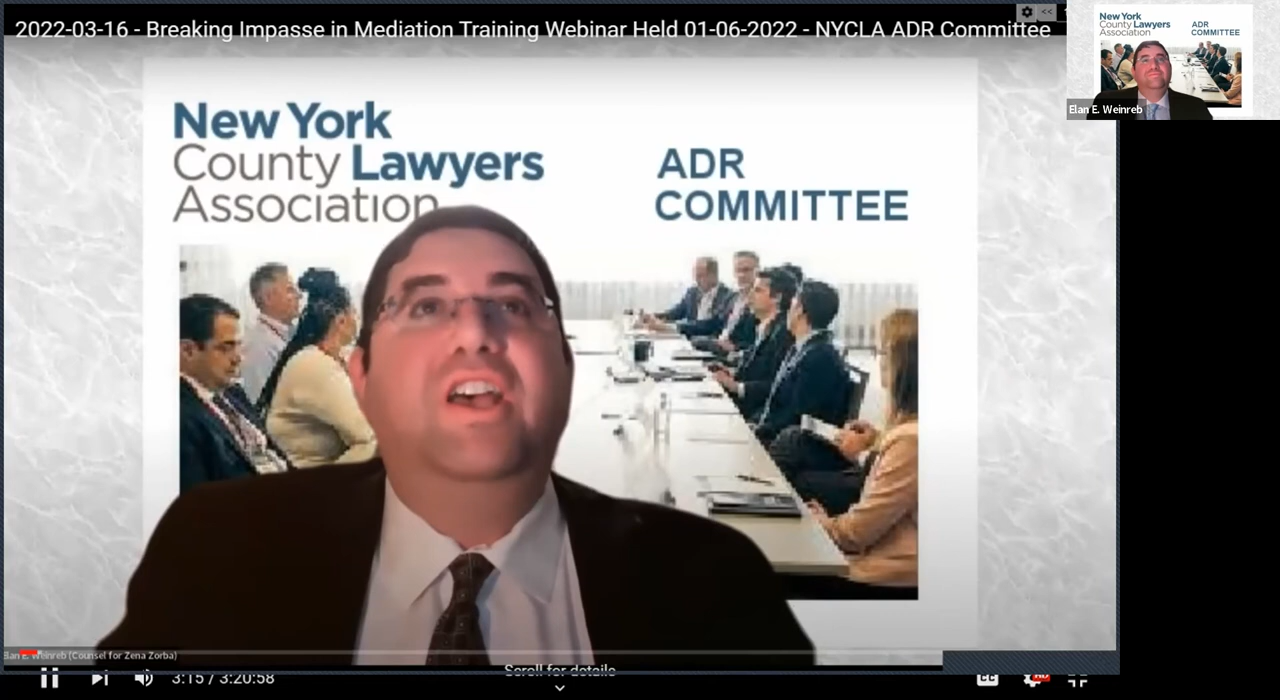 2022-03-16 - Breaking Impasse in Mediation Training Webinar Held 01-06-2022 - NYCLA ADR Committee
<<
New York
County Lawyers
Association
ADR
COMMITTEE
New York
County Lawyers
Association
ADR
COMMITTEE
Elan E. Weinreb
Elan E. Weinreb (Counsel for Zena Zorba)
3:15 / 3:20:58
Scroll for details
CC
HD